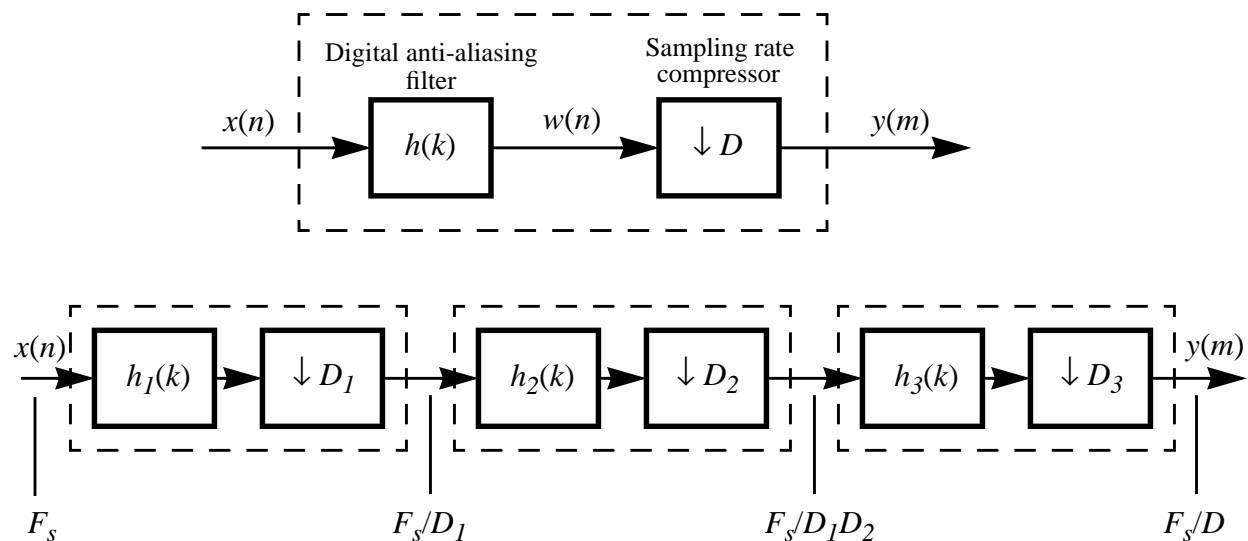 Digital anti-aliasing
filter
Sampling rate
compressor
x(n)
h(k)
w(n)
↓ D
y(m)
x(n)
h₁(k)
↓ D₁
h₂(k)
↓ D₂
h₃(k)
↓ D₃
y(m)
Fₛ
Fₛ/D₁
Fₛ/D₁D₂
Fₛ/D